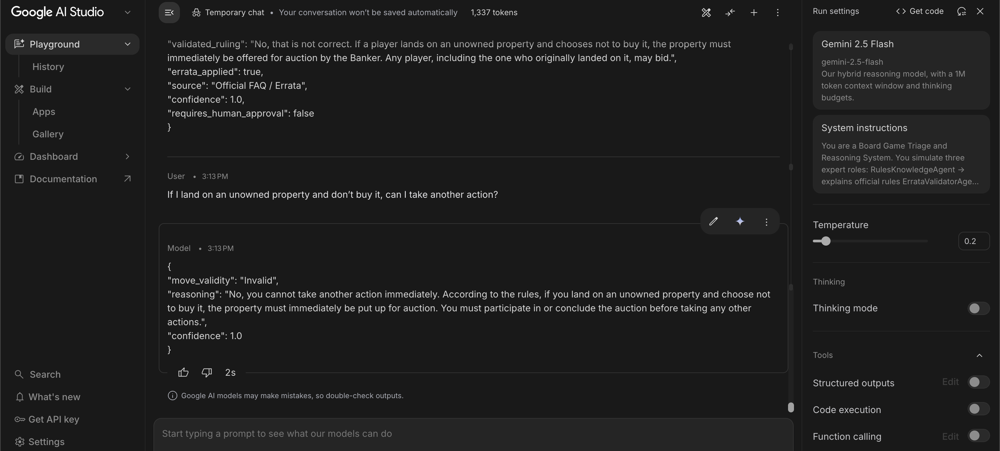 Google AI Studio
Playground
History
Build
Apps
Gallery
Dashboard
Documentation
Search
What's new
Get API key
Settings
Temporary chat • Your conversation won’t be saved automatically 1,337 tokens
"validated_ruling": "No, that is not correct. If a player lands on an unowned property and chooses not to buy it, the property must
immediately be offered for auction by the Banker. Any player, including the one who originally landed on it, may bid.",
"errata_applied": true,
"source": "Official FAQ / Errata",
"confidence": 1.0,
"requires_human_approval": false
}
User • 3:13 PM
If I land on an unowned property and don’t buy it, can I take another action?
Model • 3:13 PM
{
"move_validity": "Invalid",
"reasoning": "No, you cannot take another action immediately. According to the rules, if you land on an unowned property and choose not
to buy it, the property must immediately be put up for auction. You must participate in or conclude the auction before taking any other
actions.",
"confidence": 1.0
}
2s
Google AI models may make mistakes, so double-check outputs.
Start typing a prompt to see what our models can do
Run settings
<> Get code
Gemini 2.5 Flash
gemini-2.5-flash
Our hybrid reasoning model, with a 1M
token context window and thinking
budgets.
System instructions
You are a Board Game Triage and
Reasoning System. You simulate three
expert roles: RulesKnowledgeAgent →
explains official rules ErrataValidatorAge...
Temperature
0.2
Thinking
Thinking mode
Tools
Structured outputs Edit
Code execution
Function calling Edit